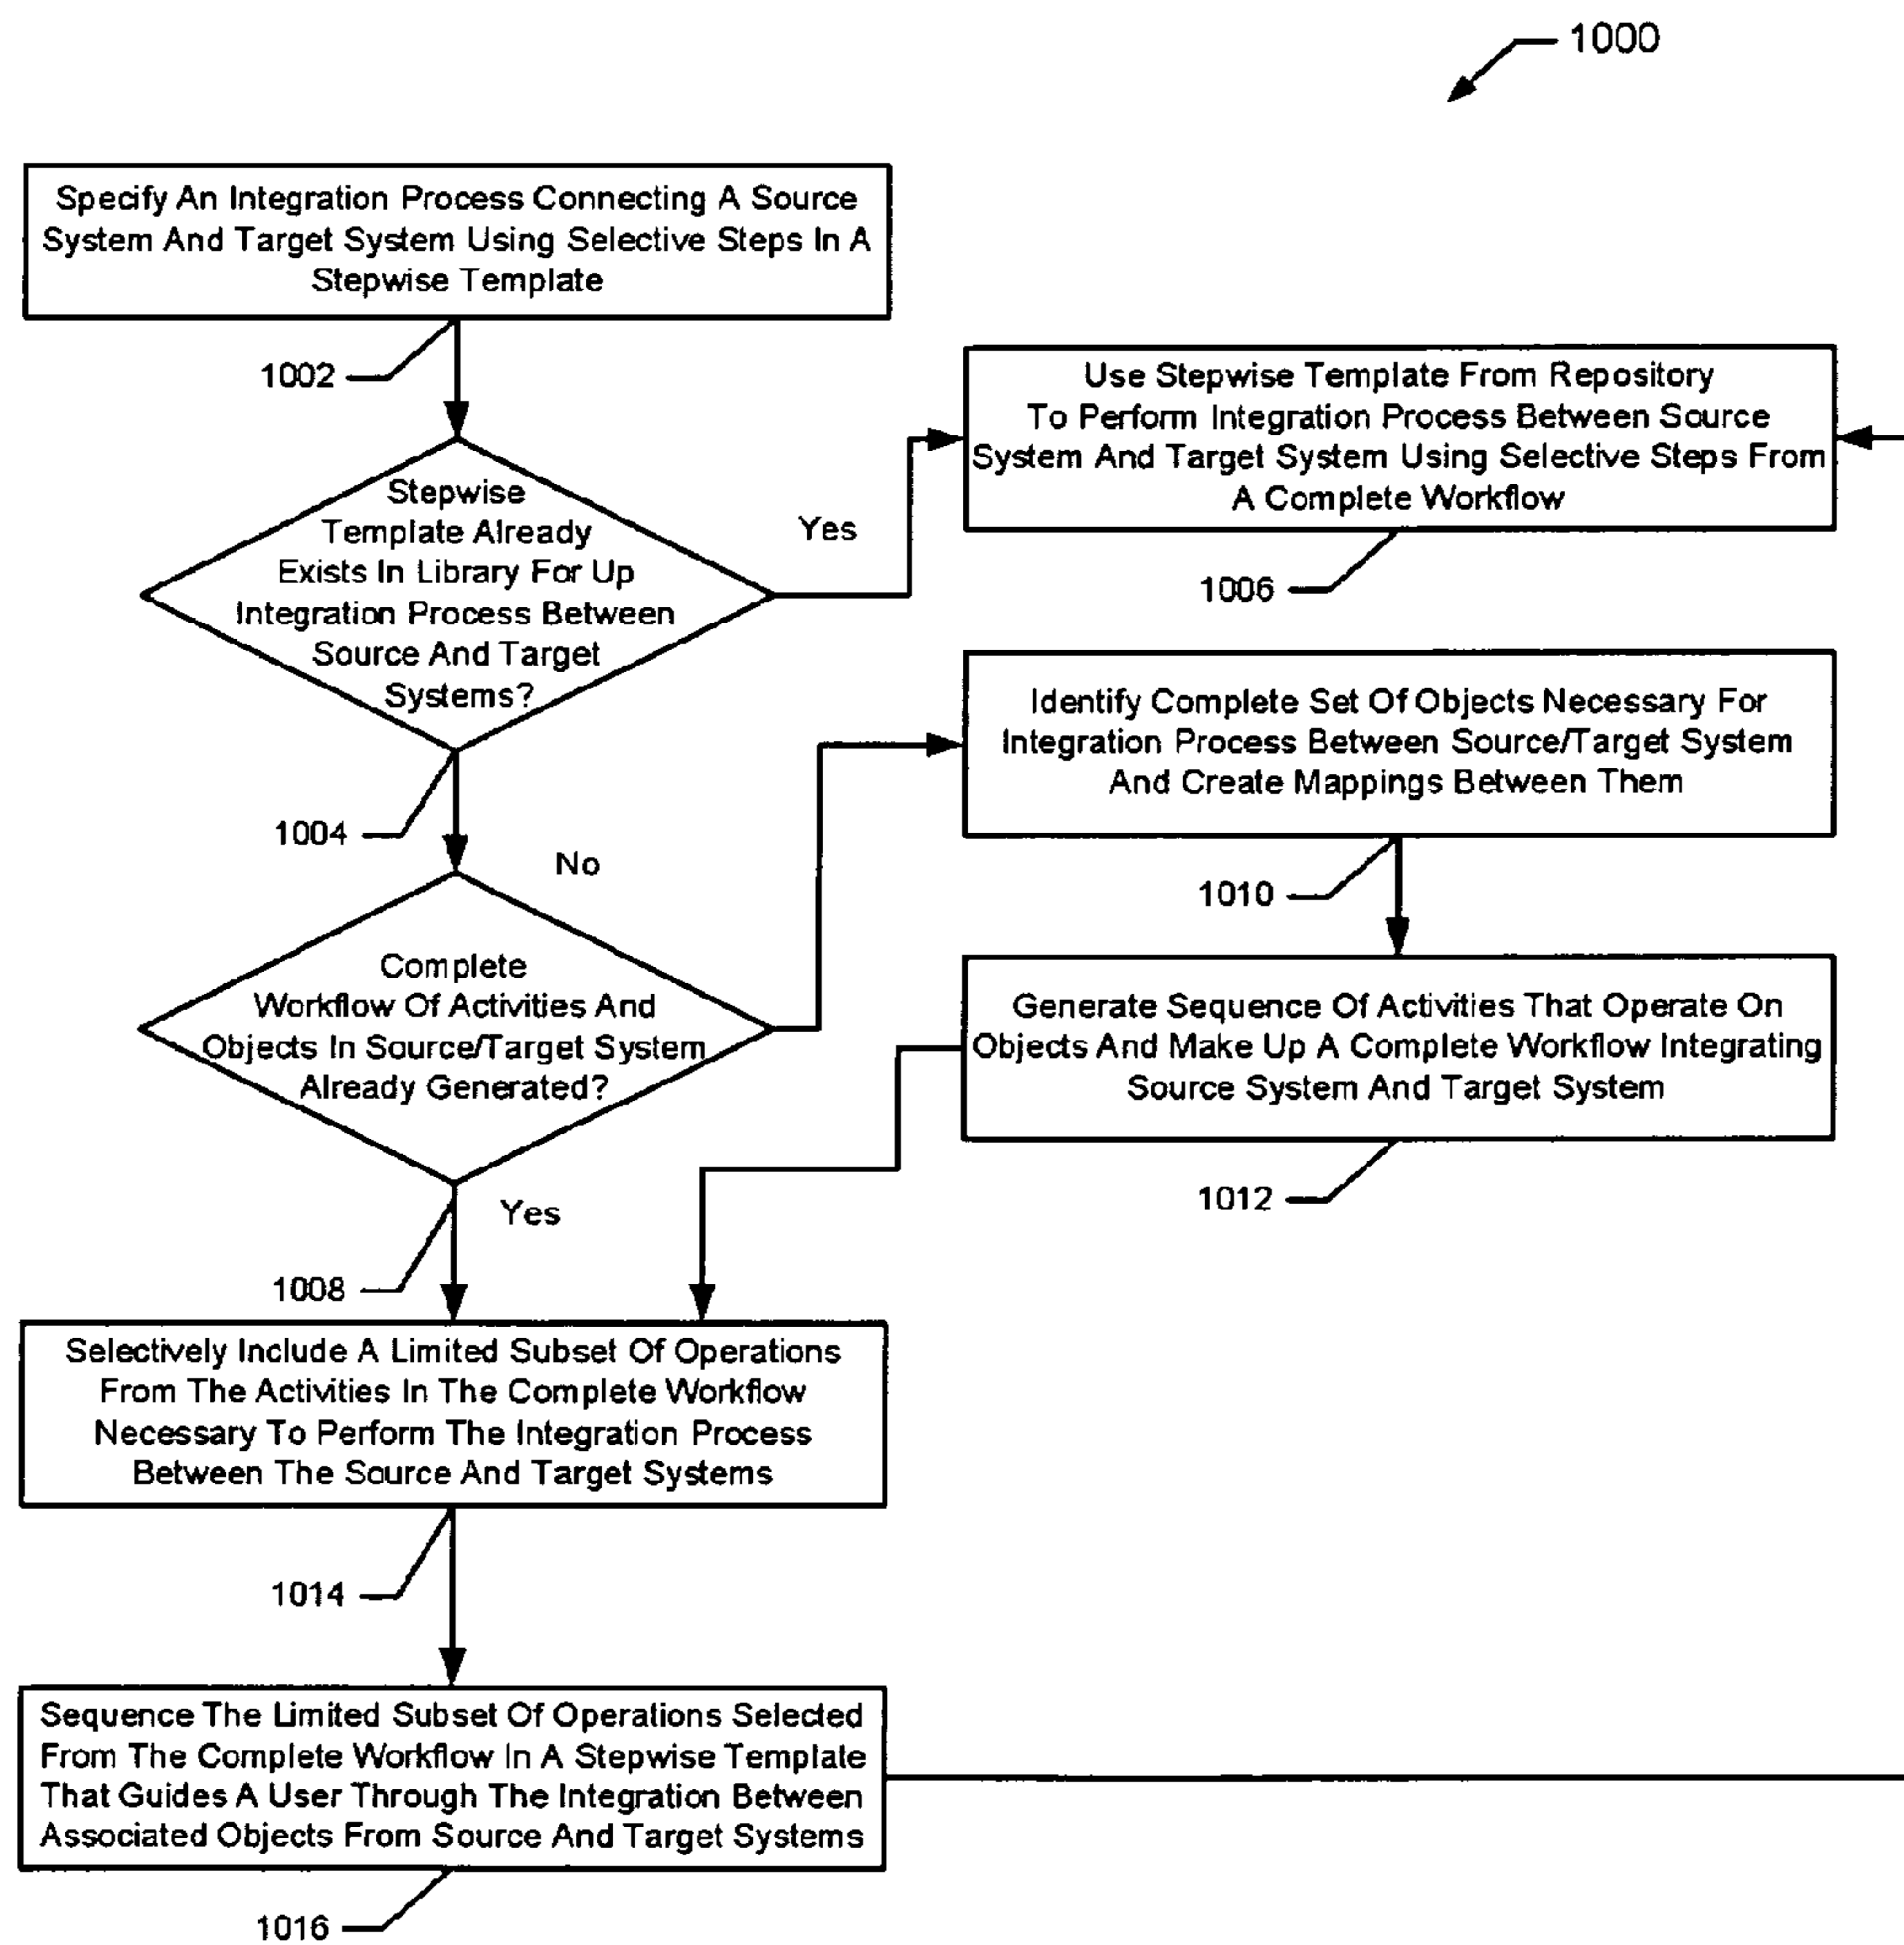 1000
Specify An Integration Process Connecting A Source
System And Target System Using Selective Steps In A
Stepwise Template
1002
Stepwise
Template Already
Exists In Library For Up
Integration Process Between
Source And Target
Systems?
Yes
1004
No
Use Stepwise Template From Repository
To Perform Integration Process Between Source
System And Target System Using Selective Steps From
A Complete Workflow
1006
Complete
Workflow Of Activities And
Objects In Source/Target System
Already Generated?
Yes
1008
Identify Complete Set Of Objects Necessary For
Integration Process Between Source/Target System
And Create Mappings Between Them
1010
Generate Sequence Of Activities That Operate On
Objects And Make Up A Complete Workflow Integrating
Source System And Target System
1012
Selectively Include A Limited Subset Of Operations
From The Activities In The Complete Workflow
Necessary To Perform The Integration Process
Between The Source And Target Systems
1014
Sequence The Limited Subset Of Operations Selected
From The Complete Workflow In A Stepwise Template
That Guides A User Through The Integration Between
Associated Objects From Source And Target Systems
1016